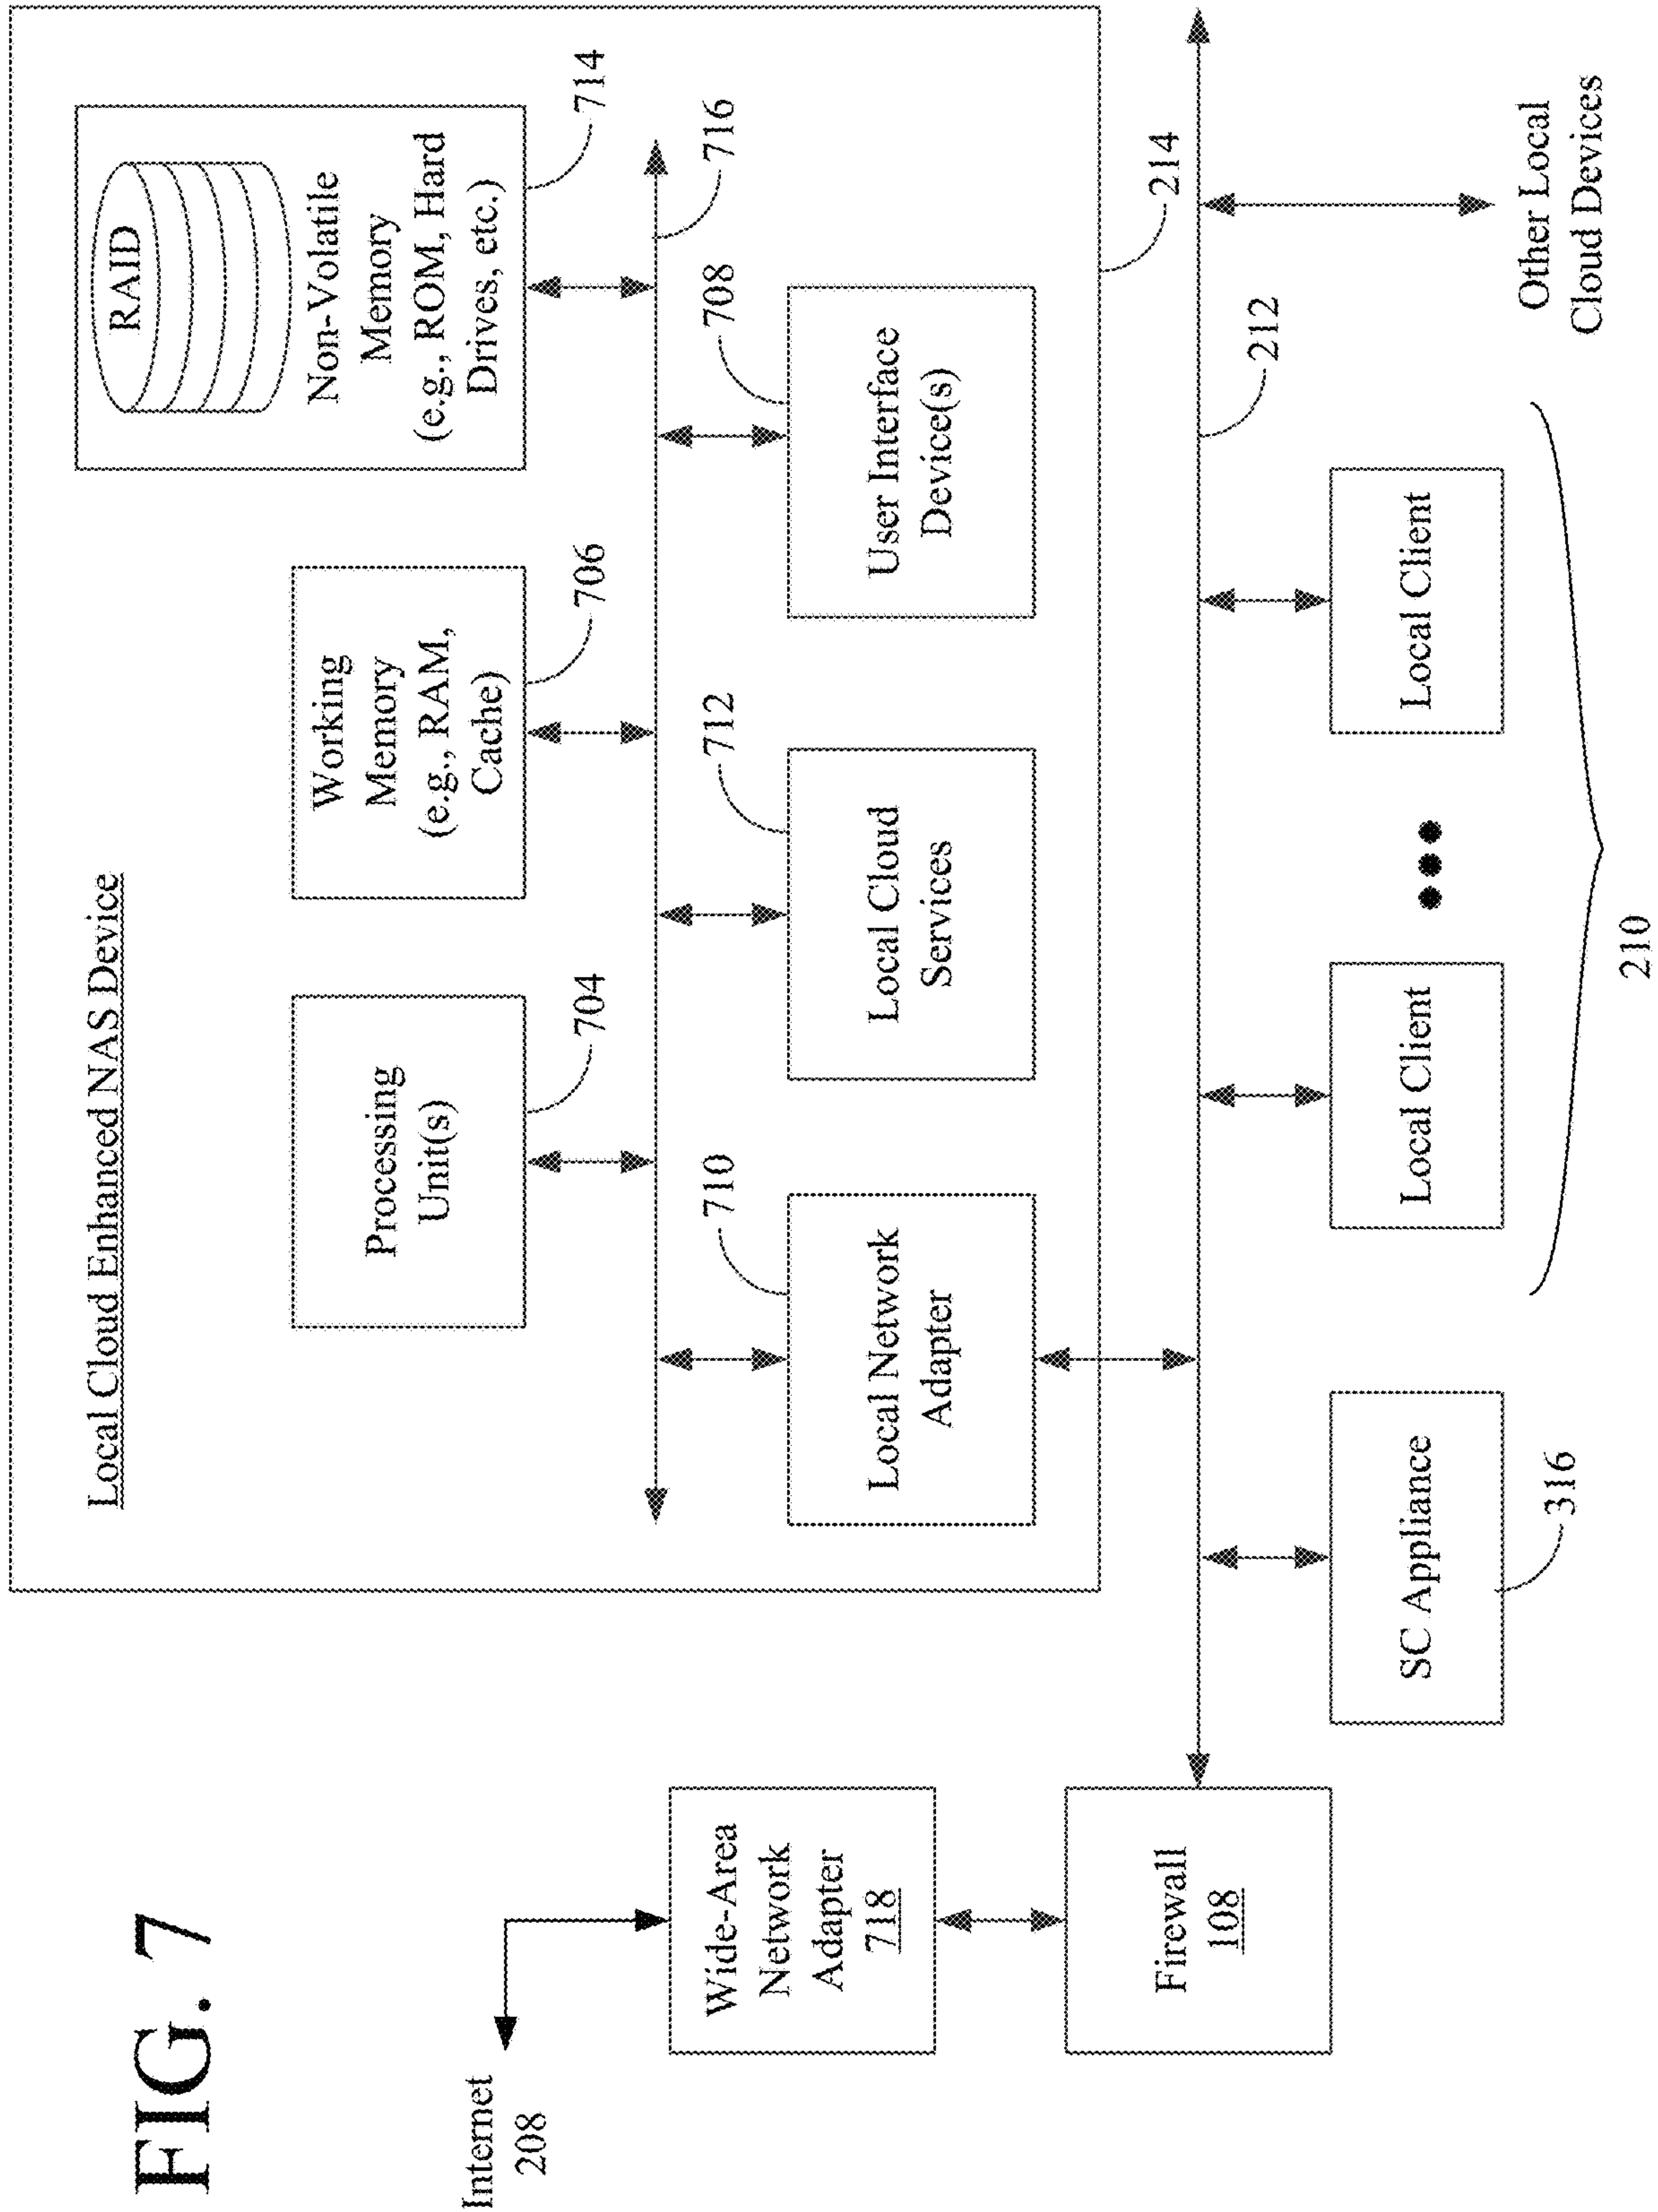 FIG. 7
Local Cloud Enhanced NAS Device
RAID
Non-Volatile
Memory
(e.g., ROM, Hard
Drives, etc.)
714
Working
Memory
(e.g., RAM,
Cache)
706
Processing
Unit(s)
704
716
710
712
708
Local Network
Adapter
Local Cloud
Services
User Interface
Device(s)
214
Internet
208
Wide-Area
Network
Adapter
718
Firewall
108
212
SC Appliance
316
Local Client
Local Client
210
Other Local
Cloud Devices